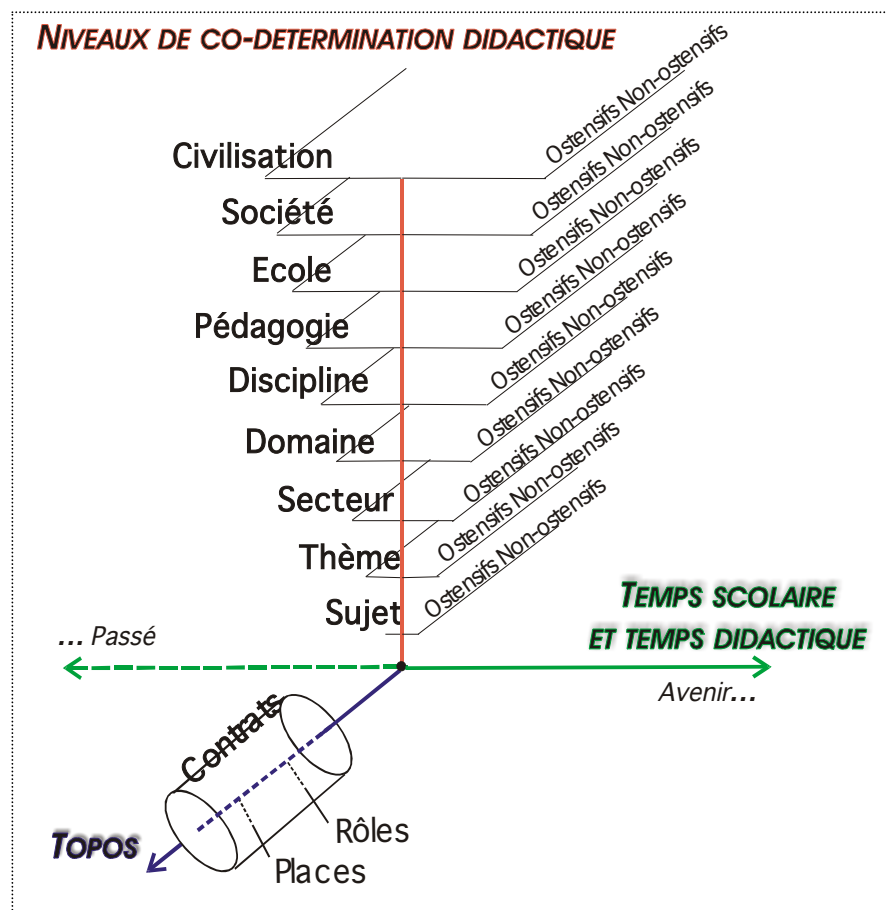 NIVEAUX DE CO-DETERMINATION DIDACTIQUE
Ostensifs Non-ostensifs
Civilisation
Ostensifs Non-ostensifs
Société
Ostensifs Non-ostensifs
Ecole
Ostensifs Non-ostensifs
Pédagogie
Ostensifs Non-ostensifs
Discipline
Ostensifs Non-ostensifs
Domaine
Ostensifs Non-ostensifs
Secteur
Ostensifs Non-ostensifs
Thème
Ostensifs Non-ostensifs
Sujet
TEMPS SCOLAIRE
ET TEMPS DIDACTIQUE
... Passé
Avenir...
Contrats
Rôles
Places
TOPOS